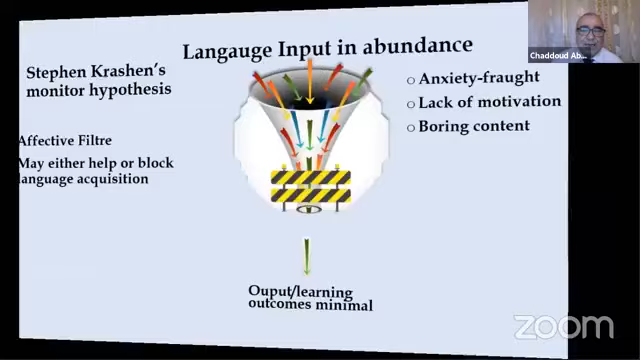 Chaddoud Ab...
Langauge Input in abundance
Stephen Krashen's
monitor hypothesis
Affective Filtre
May either help or block
language acquisition
o Anxiety-fraught
o Lack of motivation
o Boring content
Ouput/learning
outcomes minimal
zoom